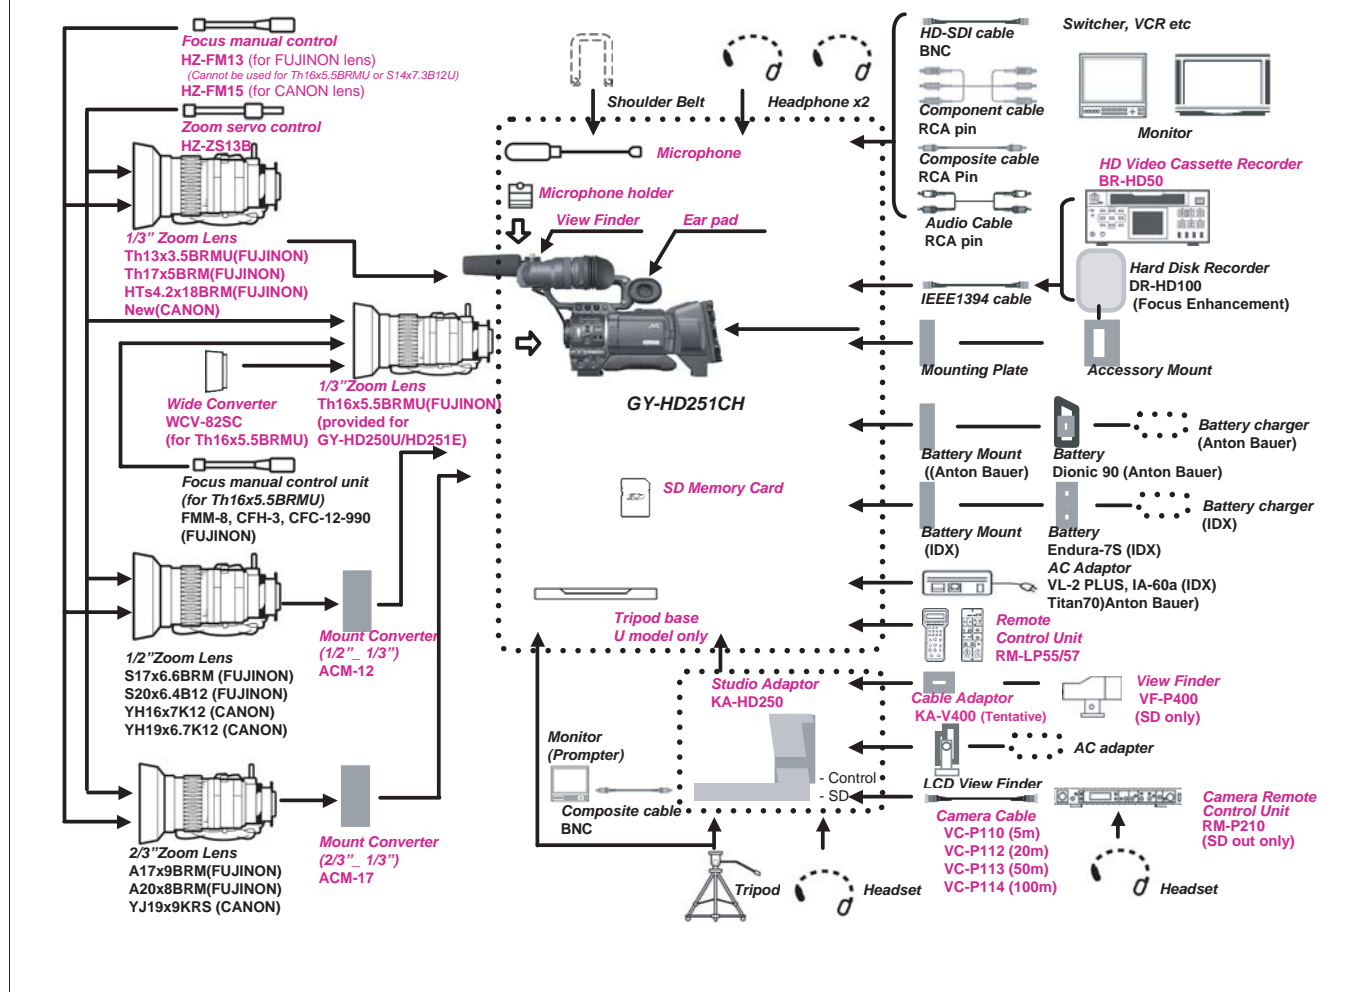 Focus manual control
HZ-FM13 (for FUJINON lens)
(Cannot be used for Th16x5.5BRMU or S14x7.3B12U)
HZ-FM15 (for CANON lens)
Zoom servo control
HZ-ZS13B
1/3” Zoom Lens
Th13x3.5BRMU(FUJINON)
Th17x5BRM(FUJINON)
HTs4.2x18BRM(FUJINON)
New(CANON)
Wide Converter
WCV-82SC
(for Th16x5.5BRMU)
1/3”Zoom Lens
Th16x5.5BRMU(FUJINON)
(provided for
GY-HD250U/HD251E)
Focus manual control unit
(for Th16x5.5BRMU)
FMM-8, CFH-3, CFC-12-990
(FUJINON)
1/2”Zoom Lens
S17x6.6BRM (FUJINON)
S20x6.4B12 (FUJINON)
YH16x7K12 (CANON)
YH19x6.7K12 (CANON)
Mount Converter
(1/2”_ 1/3”)
ACM-12
2/3”Zoom Lens
A17x9BRM(FUJINON)
A20x8BRM(FUJINON)
YJ19x9KRS (CANON)
Mount Converter
(2/3”_ 1/3”)
ACM-17
Shoulder Belt
Headphone x2
Microphone
Microphone holder
View Finder
Ear pad
JVC
GY-HD251CH
SD Memory Card
SD
Tripod base
U model only
Studio Adaptor
KA-HD250
- Control
- SD
Monitor
(Prompter)
Composite cable
BNC
Tripod
Headset
HD-SDI cable
BNC
Switcher, VCR etc
Component cable
RCA pin
Monitor
Composite cable
RCA Pin
Audio Cable
RCA pin
HD Video Cassette Recorder
BR-HD50
IEEE1394 cable
Hard Disk Recorder
DR-HD100
(Focus Enhancement)
Mounting Plate
Accessory Mount
Battery Mount
((Anton Bauer)
Battery
Dionic 90 (Anton Bauer)
Battery charger
(Anton Bauer)
Battery Mount
(IDX)
Battery
Endura-7S (IDX)
Battery charger
(IDX)
AC Adaptor
VL-2 PLUS, IA-60a (IDX)
Titan70)Anton Bauer)
Remote
Control Unit
RM-LP55/57
Cable Adaptor
KA-V400 (Tentative)
View Finder
VF-P400
(SD only)
LCD View Finder
AC adapter
Camera Cable
VC-P110 (5m)
VC-P112 (20m)
VC-P113 (50m)
VC-P114 (100m)
Camera Remote
Control Unit
RM-P210
(SD out only)
Headset